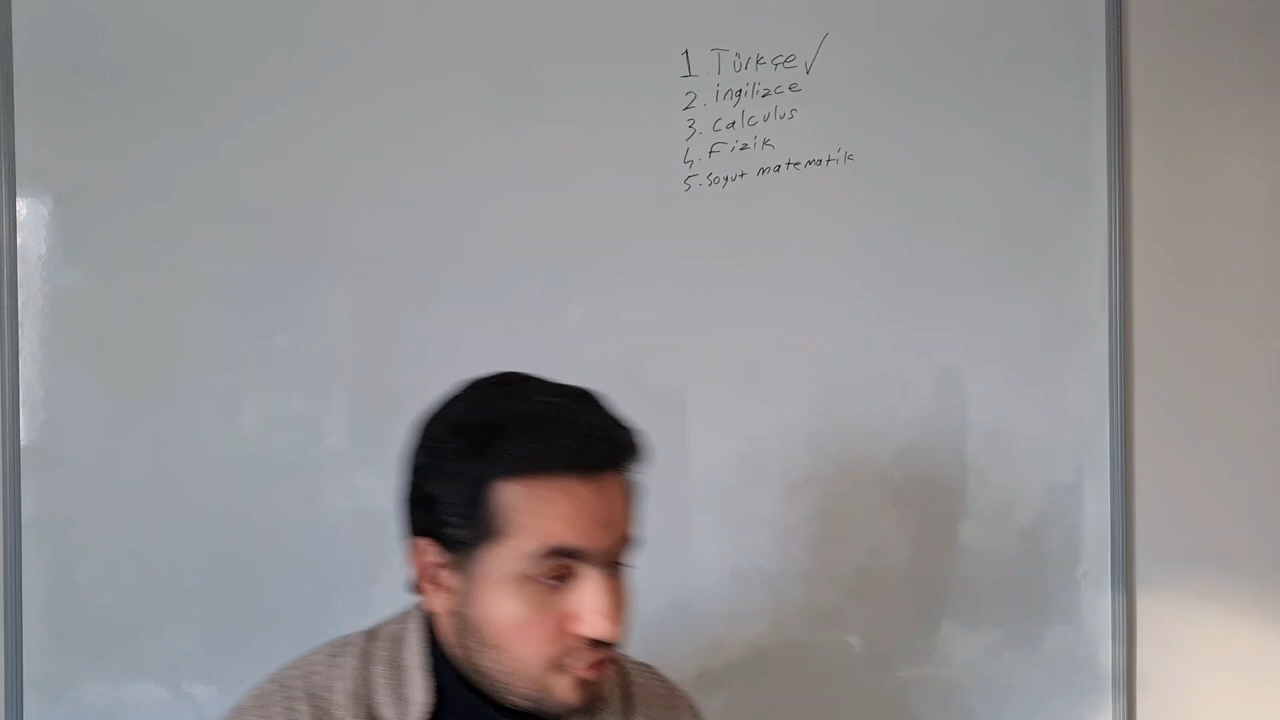 1 Türkçe ✓
2. ingilizce
3. calculus
4. Fizik
5. Soyut matematik